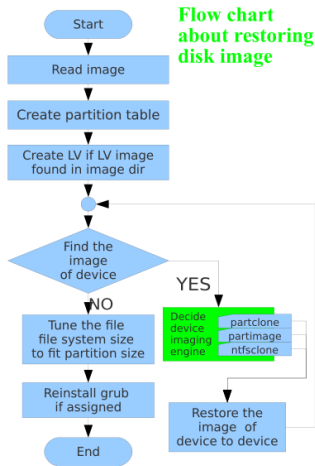 Flow chart
about restoring
disk image
Start
Read image
Create partition table
Create LV if LV image
found in image dir
Find the
image
of device
YES
NO
Decide
device
imaging
engine
partclone
partimage
ntfsclone
Tune the file
file system size
to fit partition size
Reinstall grub
if assigned
Restore the
image of
device to device
End